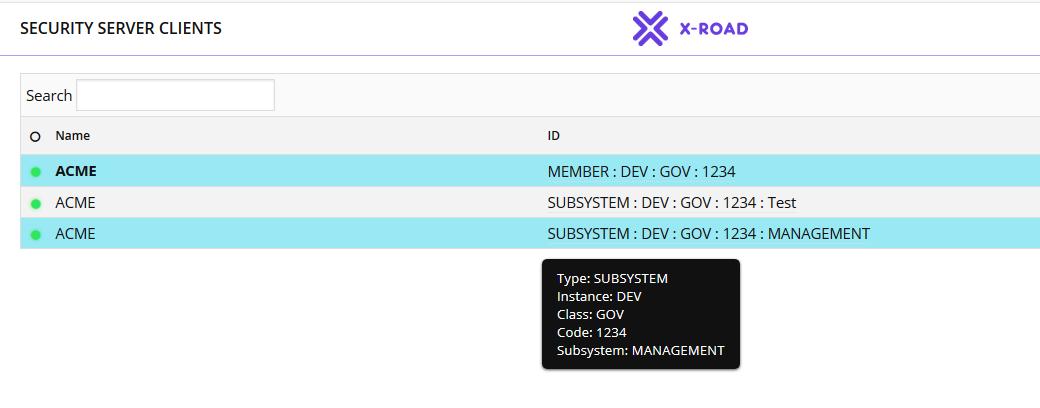 SECURITY SERVER CLIENTS
X-ROAD
Search
Name ID
ACME MEMBER : DEV : GOV : 1234
ACME SUBSYSTEM : DEV : GOV : 1234 : Test
ACME SUBSYSTEM : DEV : GOV : 1234 : MANAGEMENT
Type: SUBSYSTEM
Instance: DEV
Class: GOV
Code: 1234
Subsystem: MANAGEMENT